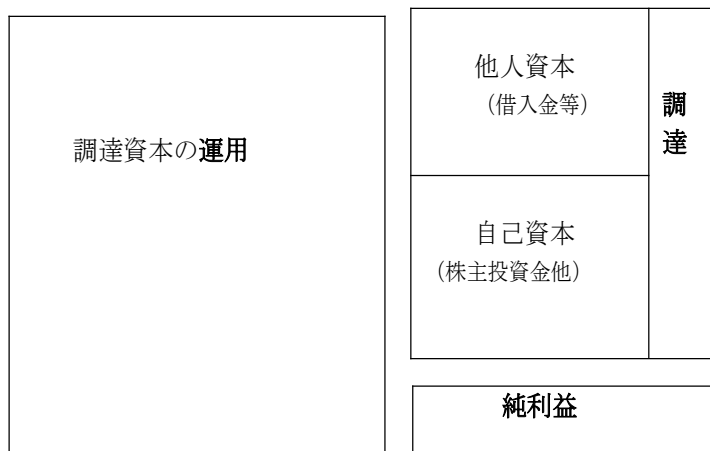 調達資本の運用
他人資本
（借入金等）
自己資本
（株主投資金他）
調
達
純利益